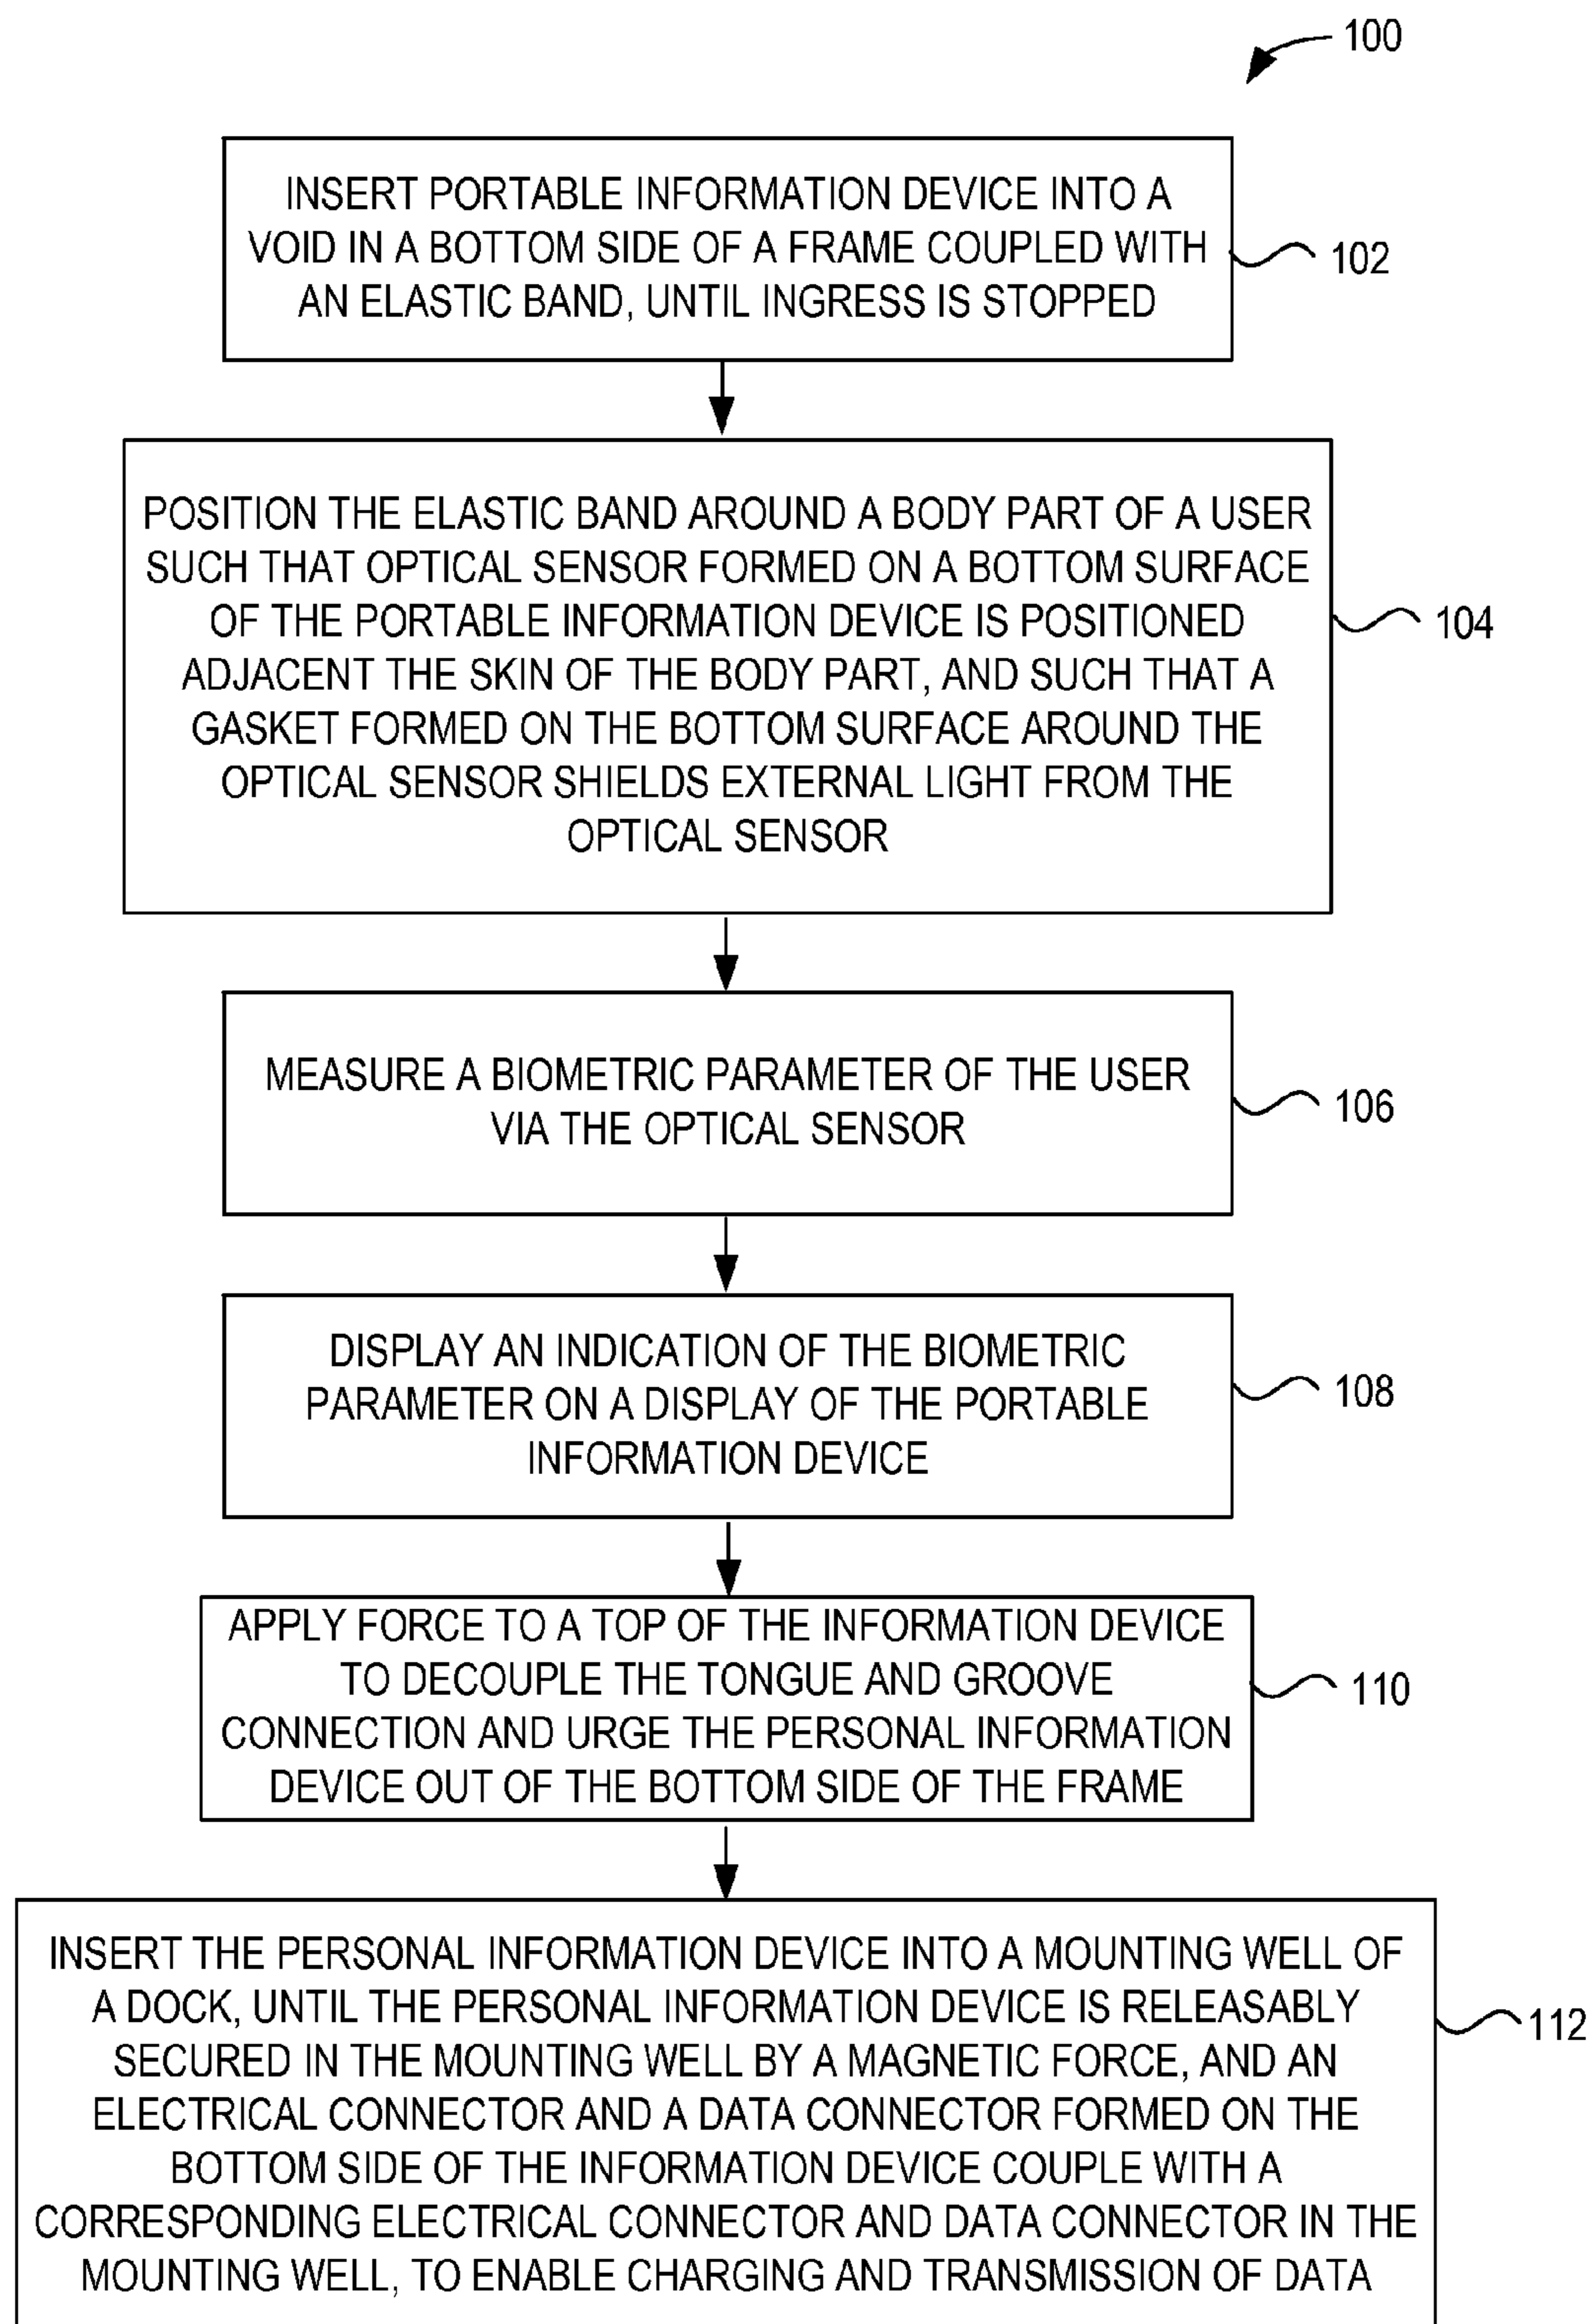 100
INSERT PORTABLE INFORMATION DEVICE INTO A
VOID IN A BOTTOM SIDE OF A FRAME COUPLED WITH
AN ELASTIC BAND, UNTIL INGRESS IS STOPPED
102
POSITION THE ELASTIC BAND AROUND A BODY PART OF A USER
SUCH THAT OPTICAL SENSOR FORMED ON A BOTTOM SURFACE
OF THE PORTABLE INFORMATION DEVICE IS POSITIONED
ADJACENT THE SKIN OF THE BODY PART, AND SUCH THAT A
GASKET FORMED ON THE BOTTOM SURFACE AROUND THE
OPTICAL SENSOR SHIELDS EXTERNAL LIGHT FROM THE
OPTICAL SENSOR
104
MEASURE A BIOMETRIC PARAMETER OF THE USER
VIA THE OPTICAL SENSOR
106
DISPLAY AN INDICATION OF THE BIOMETRIC
PARAMETER ON A DISPLAY OF THE PORTABLE
INFORMATION DEVICE
108
APPLY FORCE TO A TOP OF THE INFORMATION DEVICE
TO DECOUPLE THE TONGUE AND GROOVE
CONNECTION AND URGE THE PERSONAL INFORMATION
DEVICE OUT OF THE BOTTOM SIDE OF THE FRAME
110
INSERT THE PERSONAL INFORMATION DEVICE INTO A MOUNTING WELL OF
A DOCK, UNTIL THE PERSONAL INFORMATION DEVICE IS RELEASABLY
SECURED IN THE MOUNTING WELL BY A MAGNETIC FORCE, AND AN
ELECTRICAL CONNECTOR AND A DATA CONNECTOR FORMED ON THE
BOTTOM SIDE OF THE INFORMATION DEVICE COUPLE WITH A
CORRESPONDING ELECTRICAL CONNECTOR AND DATA CONNECTOR IN THE
MOUNTING WELL, TO ENABLE CHARGING AND TRANSMISSION OF DATA
112